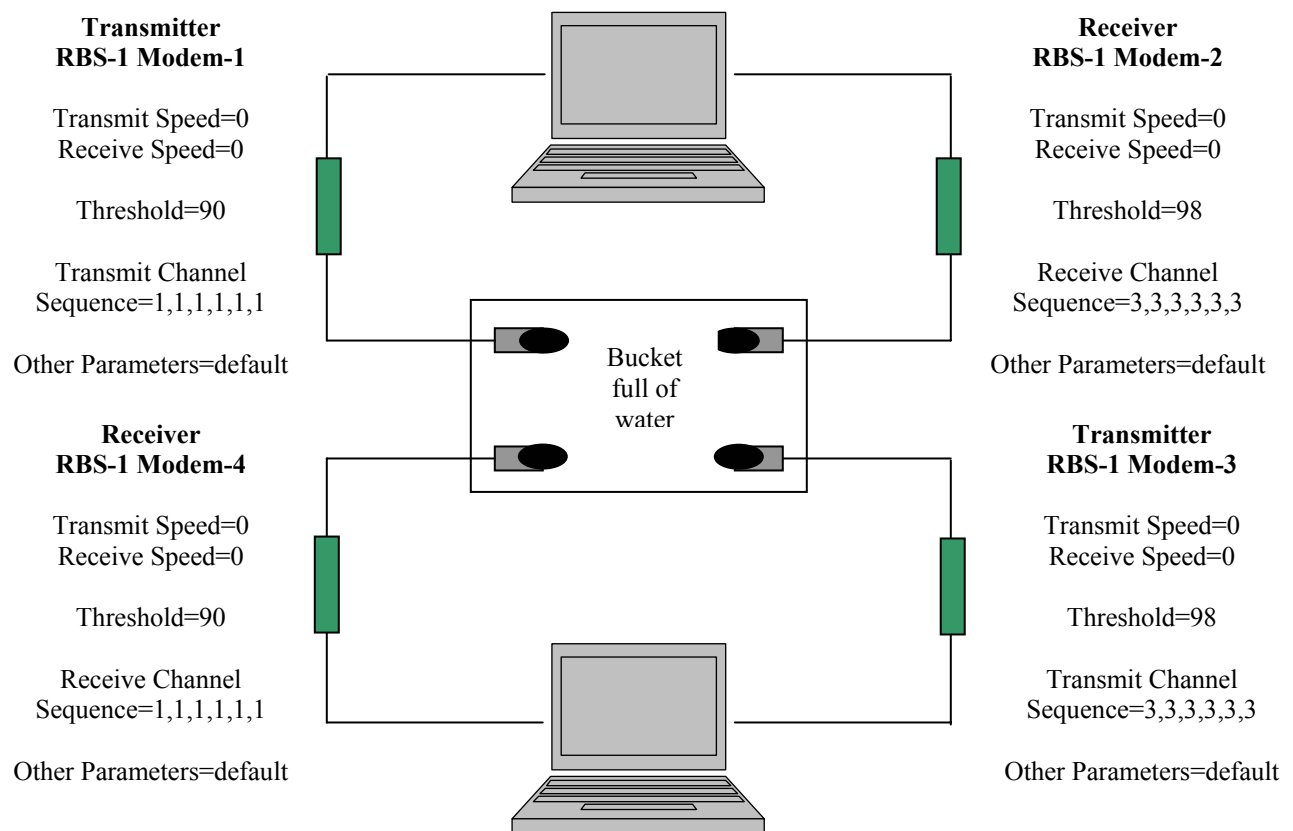 Transmitter
RBS-1 Modem-1
Transmit Speed=0
Receive Speed=0
Threshold=90
Transmit Channel
Sequence=1,1,1,1,1,1
Other Parameters=default
Receiver
RBS-1 Modem-2
Transmit Speed=0
Receive Speed=0
Threshold=98
Receive Channel
Sequence=3,3,3,3,3,3
Other Parameters=default
Bucket
full of
water
Receiver
RBS-1 Modem-4
Transmit Speed=0
Receive Speed=0
Threshold=90
Receive Channel
Sequence=1,1,1,1,1,1
Other Parameters=default
Transmitter
RBS-1 Modem-3
Transmit Speed=0
Receive Speed=0
Threshold=98
Transmit Channel
Sequence=3,3,3,3,3,3
Other Parameters=default